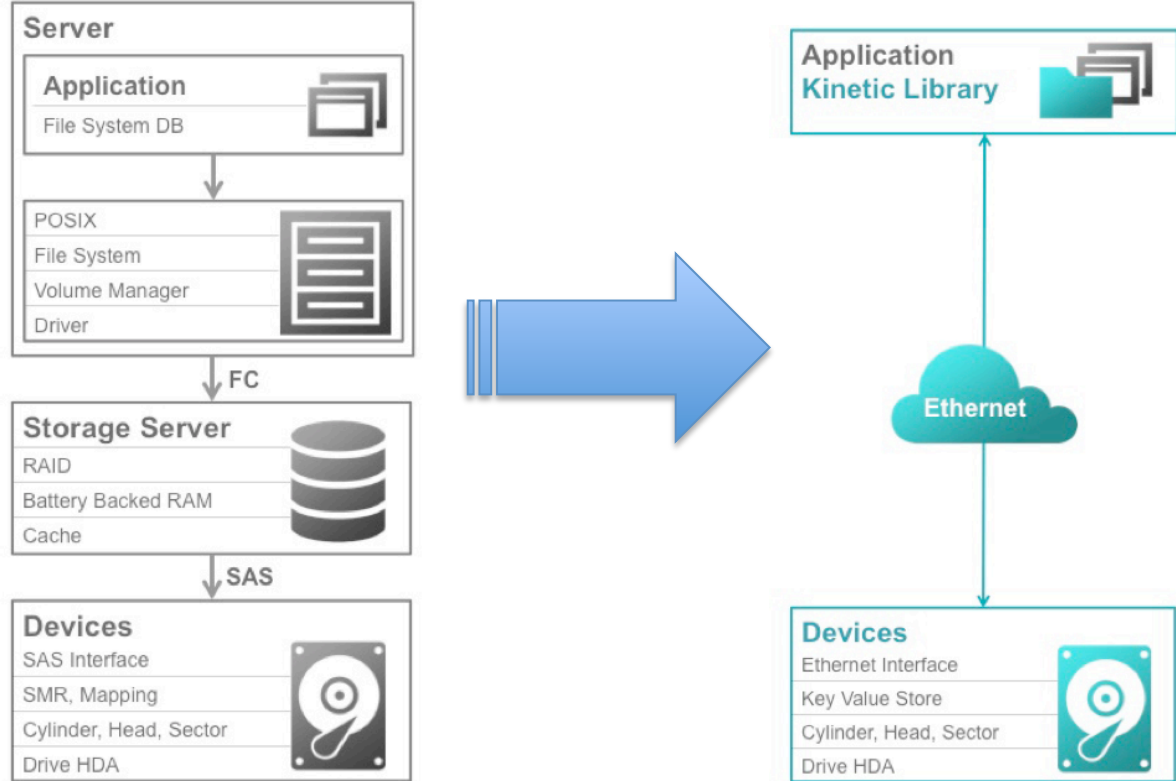 Server
Application
File System DB
POSIX
File System
Volume Manager
Driver
FC
Storage Server
RAID
Battery Backed RAM
Cache
SAS
Devices
SAS Interface
SMR, Mapping
Cylinder, Head, Sector
Drive HDA
Application
Kinetic Library
Ethernet
Devices
Ethernet Interface
Key Value Store
Cylinder, Head, Sector
Drive HDA